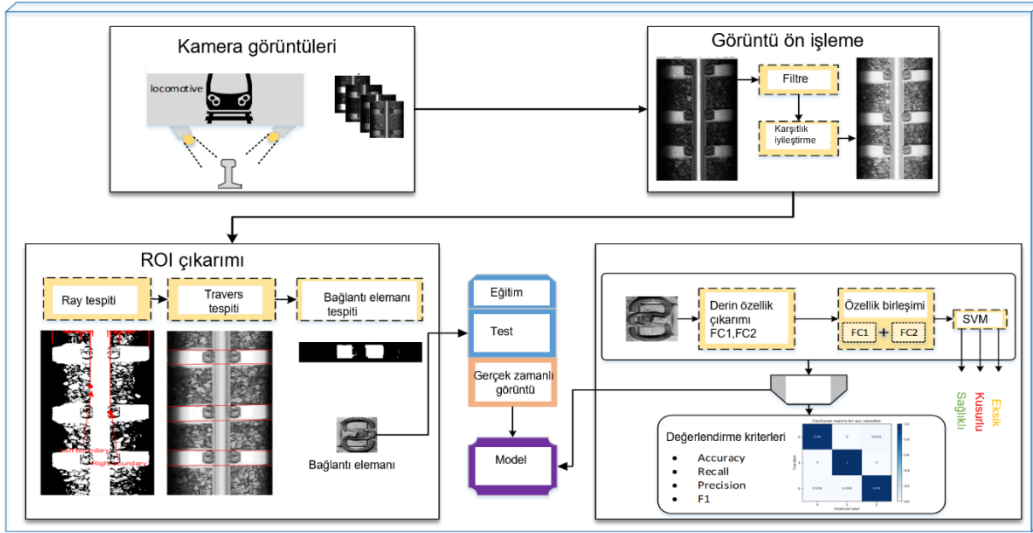 Kamera görüntüleri
locomotive
Görüntü ön işleme
Filtre
Karşıtlık
iyileştirme
ROI çıkarımı
Ray tespiti
Travers
tespiti
Bağlantı elemanı
tespiti
Right boundary
Bağlantı elemanı
Eğitim
Test
Gerçek zamanlı
görüntü
Model
Derin özellik
çıkarımı
FC1,FC2
Özellik birleşimi
FC1 + FC2
SVM
Sağlıklı
Kusurlu
Eksik
Değerlendirme kriterleri
• Accuracy
• Recall
• Precision
• F1